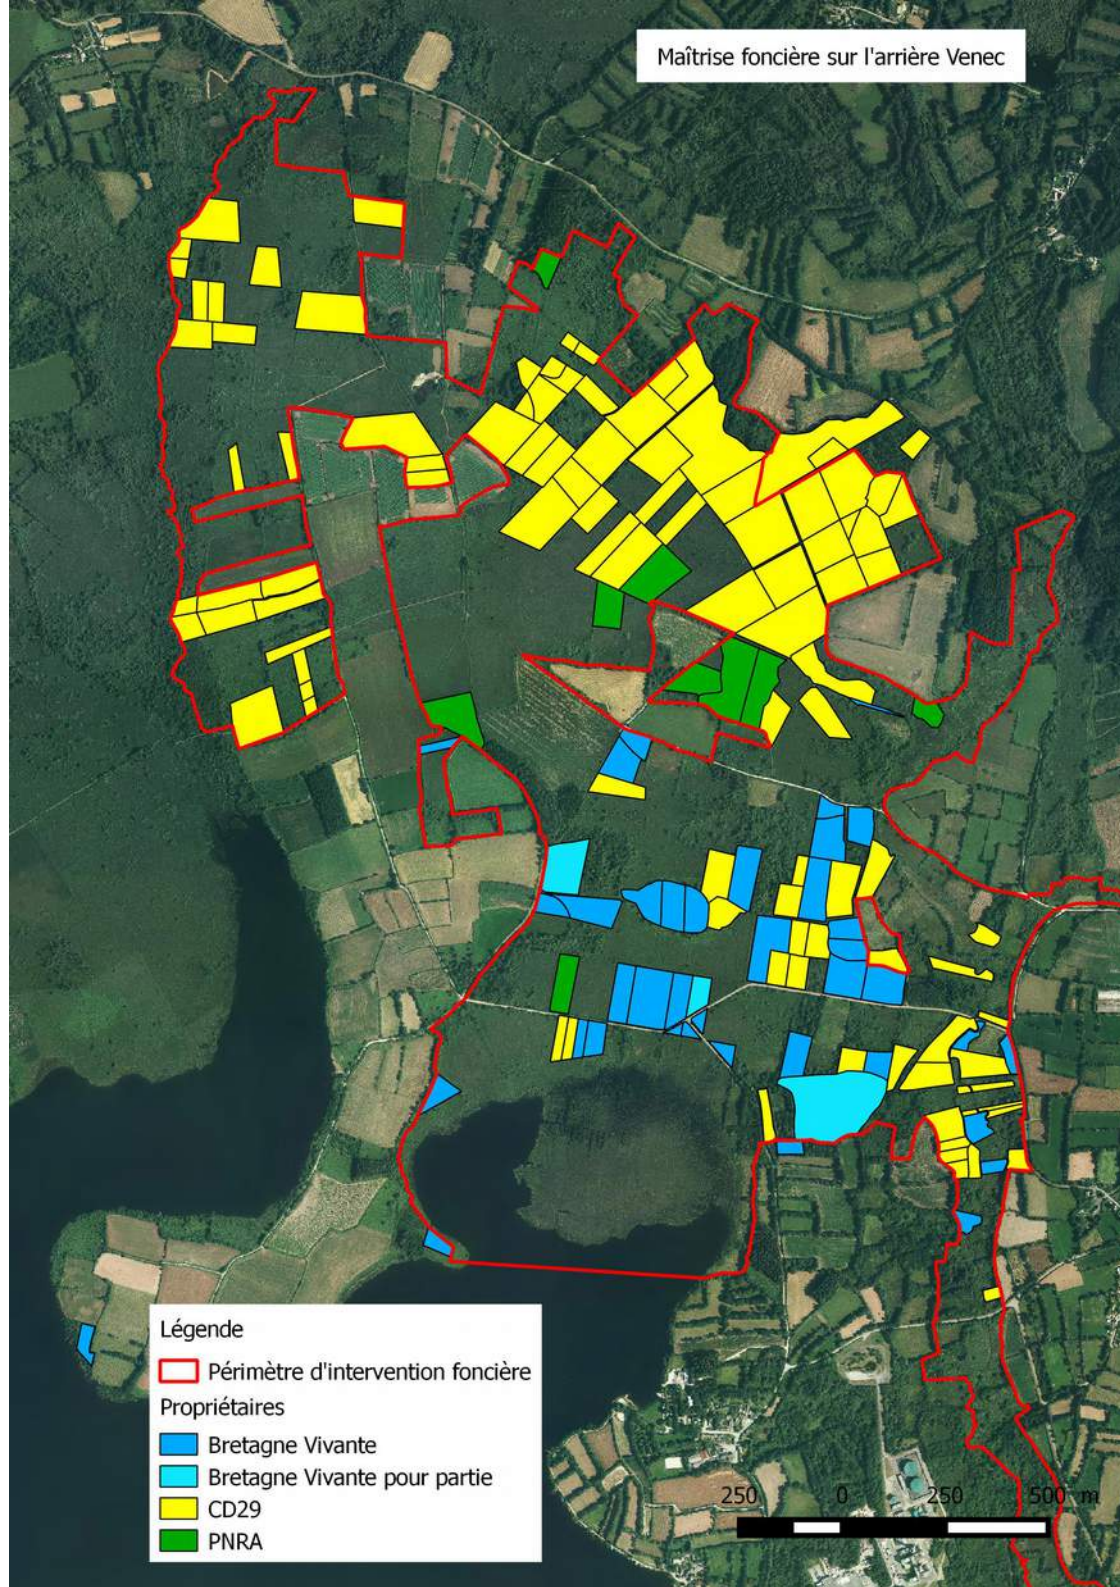 Maîtrise foncière sur l'arrière Venec
Légende
Périmètre d'intervention foncière
Propriétaires
Bretagne Vivante
Bretagne Vivante pour partie
CD29
PNRA
250 0 250 500 m